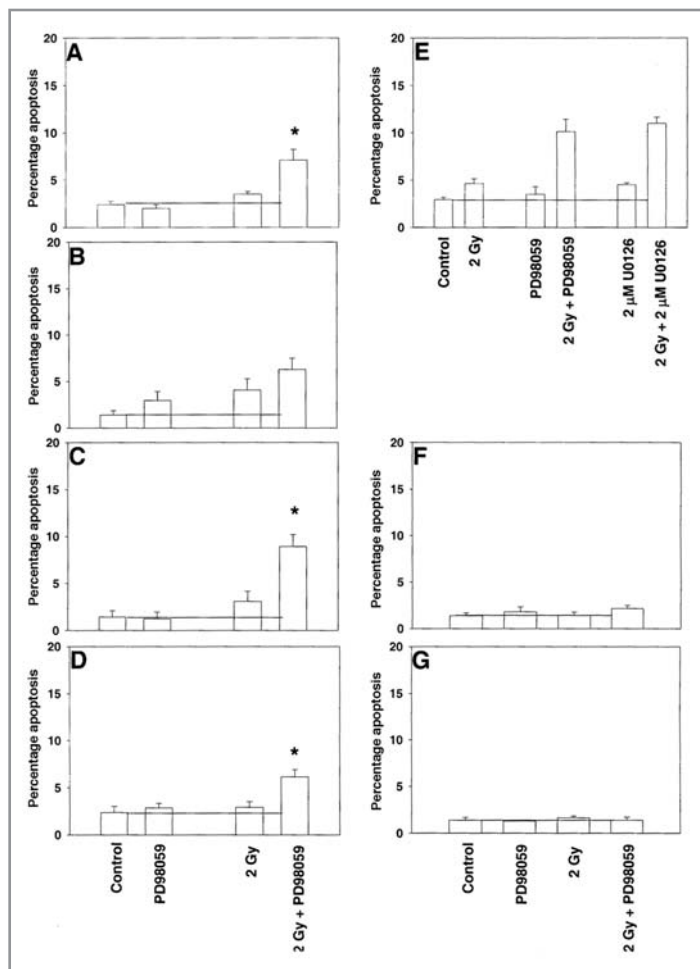 A
Percentage apoptosis
20
15
10
5
0
*
B
Percentage apoptosis
20
15
10
5
0
C
Percentage apoptosis
20
15
10
5
0
*
D
Percentage apoptosis
20
15
10
5
0
*
Control
PD98059
2 Gy
2 Gy + PD98059
E
Percentage apoptosis
20
15
10
5
0
Control
2 Gy
PD98059
2 Gy + PD98059
2 µM U0126
2 Gy + 2 µM U0126
F
Percentage apoptosis
20
15
10
5
0
G
Percentage apoptosis
20
15
10
5
0
Control
PD98059
2 Gy
2 Gy + PD98059